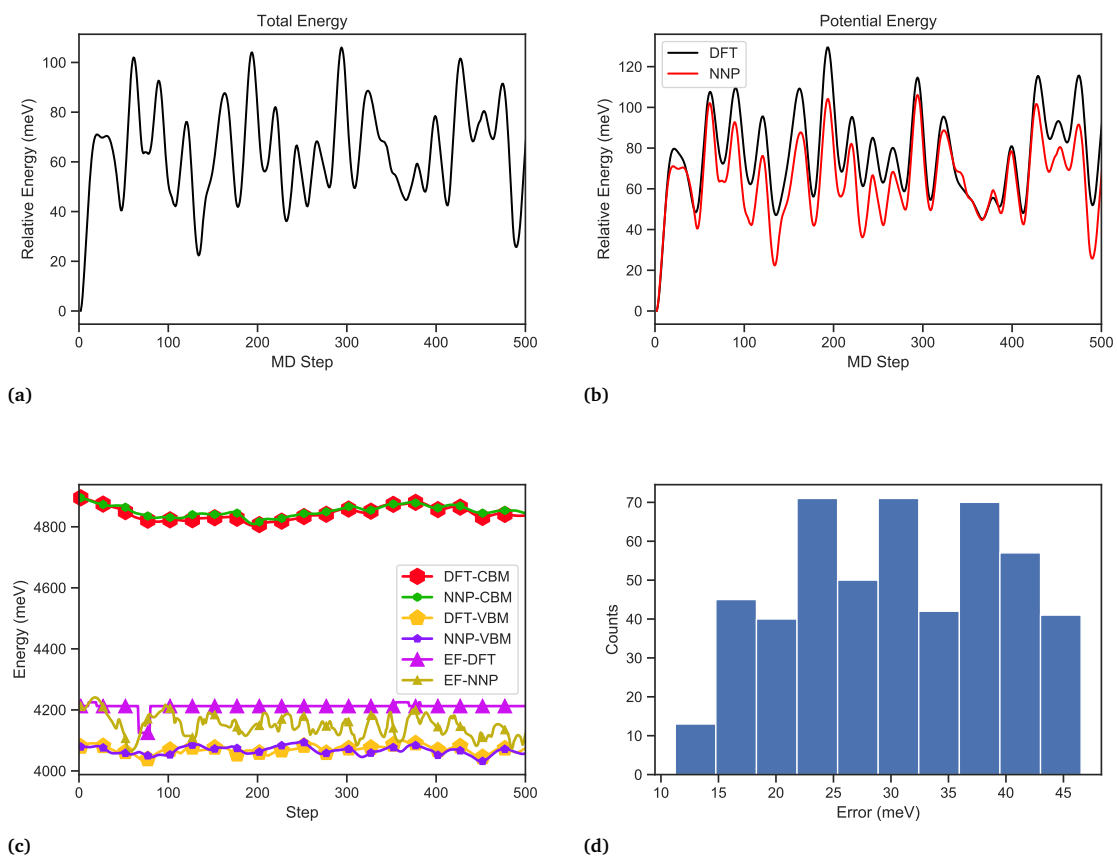 Total Energy
Relative Energy (meV)
100
80
60
40
20
0
0 100 200 300 400 500
MD Step
(a)
Potential Energy
Relative Energy (meV)
DFT
NNP
120
100
80
60
40
20
0
0 100 200 300 400 500
MD Step
(b)
Energy (meV)
4800
4600
4400
4200
4000
DFT-CBM
NNP-CBM
DFT-VBM
NNP-VBM
EF-DFT
EF-NNP
0 100 200 300 400 500
Step
(c)
Counts
70
60
50
40
30
20
10
0
10 15 20 25 30 35 40 45
Error (meV)
(d)